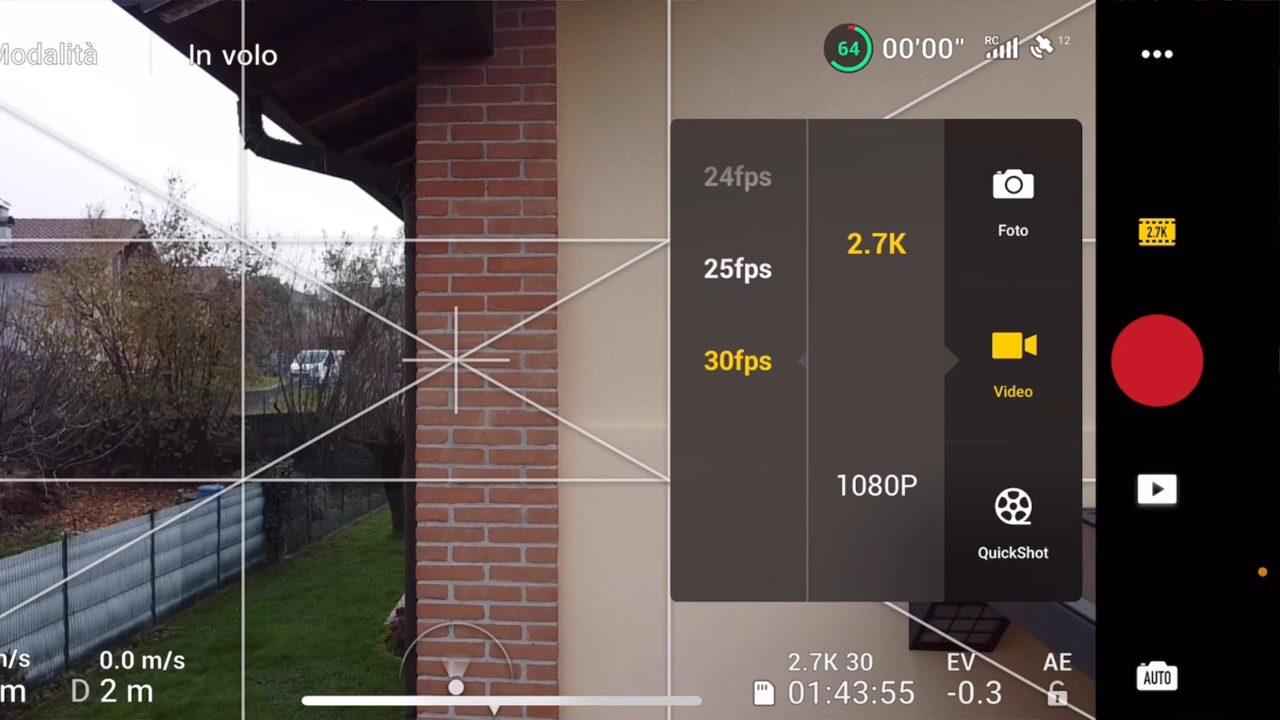 Modalità
In volo
64
00'00"
RC
12
24fps
25fps
30fps
2.7K
1080P
Foto
Video
QuickShot
2.7K
2.7K 30
01:43:55
EV
-0.3
AE
AUTO
0.0 m/s
D 2 m
m/s
m